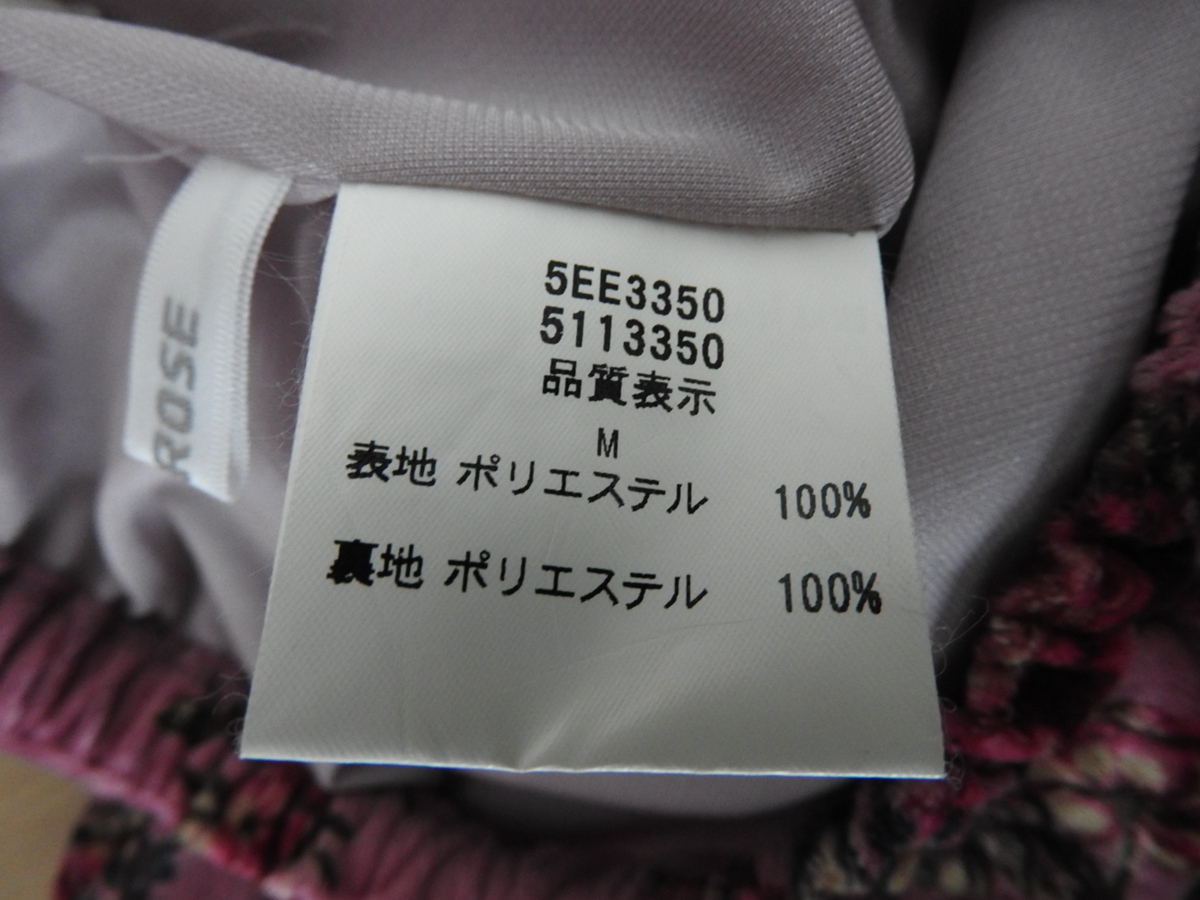 5EE3350
5113350
品質表示
M
表地 ポリエステル 100%
裏地 ポリエステル 100%
ROSE